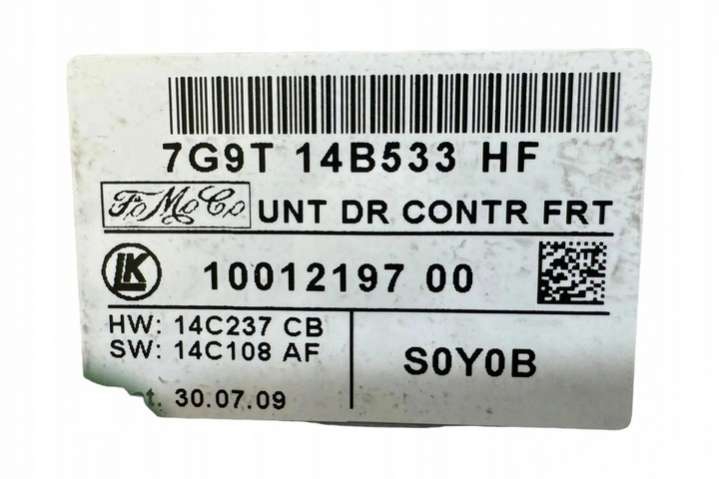 7G9T 14B533 HF
FoMoCo UNT DR CONTR FRT
LK 10012197 00
HW: 14C237 CB
SW: 14C108 AF
S0Y0B
t. 30.07.09